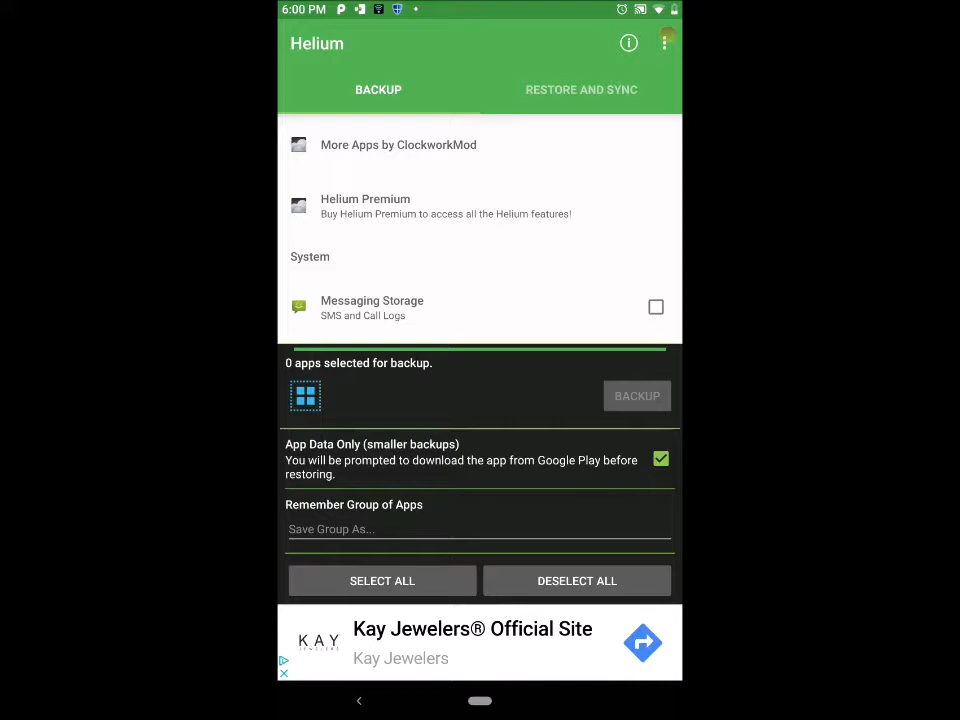 6:00 PM
Helium
BACKUP
RESTORE AND SYNC
More Apps by ClockworkMod
Helium Premium
Buy Helium Premium to access all the Helium features!
System
Messaging Storage
SMS and Call Logs
0 apps selected for backup.
BACKUP
App Data Only (smaller backups)
You will be prompted to download the app from Google Play before
restoring.
Remember Group of Apps
Save Group As...
SELECT ALL
DESELECT ALL
Kay Jewelers® Official Site
KAY
JEWELERS
Kay Jewelers